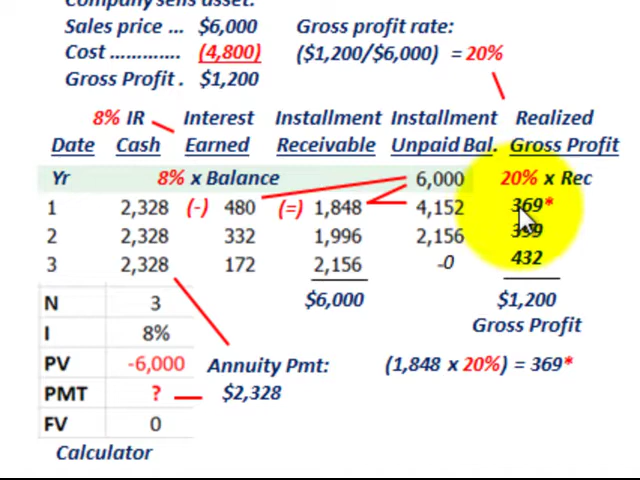 Company sells asset:
Sales price ... $6,000 Gross profit rate:
Cost ............. (4,800) ($1,200/$6,000) = 20%
Gross Profit . $1,200
8% IR Interest Installment Installment Realized
Date Cash Earned Receivable Unpaid Bal. Gross Profit
Yr 8% x Balance 6,000 20% x Rec
1 2,328 (-) 480 (=) 1,848 4,152 369*
2 2,328 332 1,996 2,156 399
3 2,328 172 2,156 -0 432
N 3 $6,000 $1,200
I 8% Gross Profit
PV -6,000 Annuity Pmt: (1,848 x 20%) = 369*
PMT ? $2,328
FV 0
Calculator